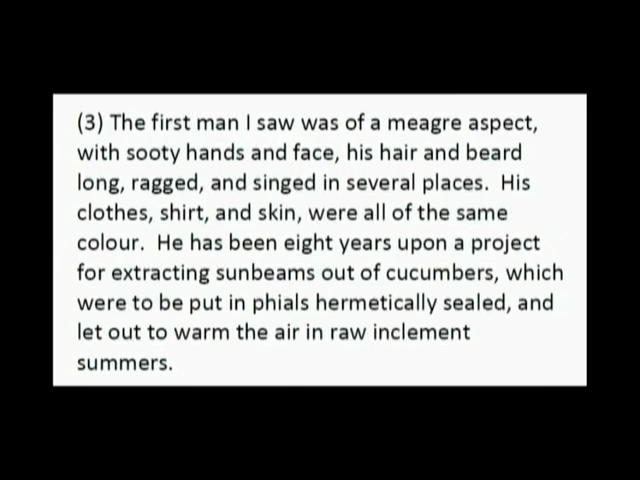 (3) The first man I saw was of a meagre aspect,
with sooty hands and face, his hair and beard
long, ragged, and singed in several places.  His
clothes, shirt, and skin, were all of the same
colour.  He has been eight years upon a project
for extracting sunbeams out of cucumbers, which
were to be put in phials hermetically sealed, and
let out to warm the air in raw inclement
summers.